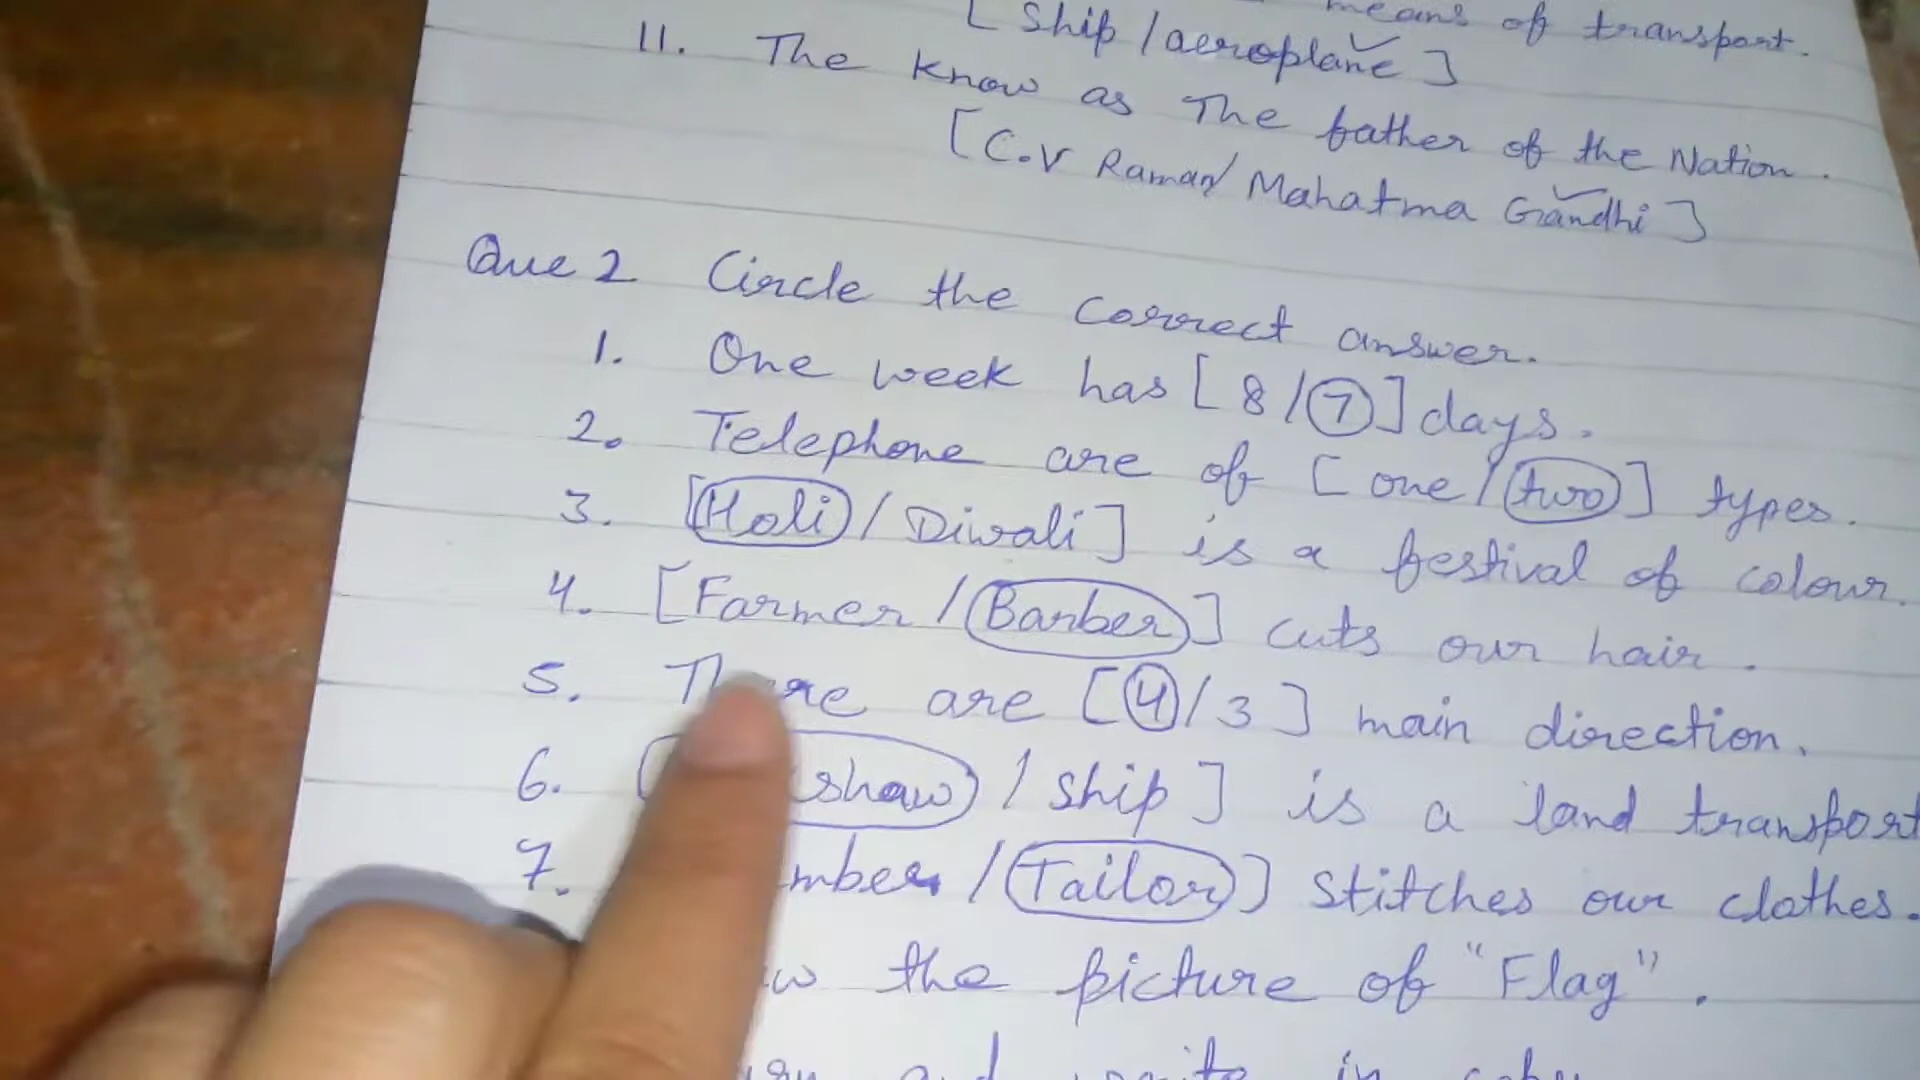 means of transport.
[ ship / aeroplane ]
11. The know as The father of the Nation.
[ C.V Raman / Mahatma Gandhi ]
Que 2 Circle the correct answer.
1. One week has [ 8 / 7 ] days.
2. Telephone are of [ one / two ] types.
3. [ Holi / Diwali ] is a festival of colour.
4. [ Farmer / Barber ] cuts our hair.
5. There are [ 4 / 3 ] main direction.
6. shaw / ship ] is a land transport
7. mber / Tailor ] stitches our clothes.
the picture of "Flag".
and write in